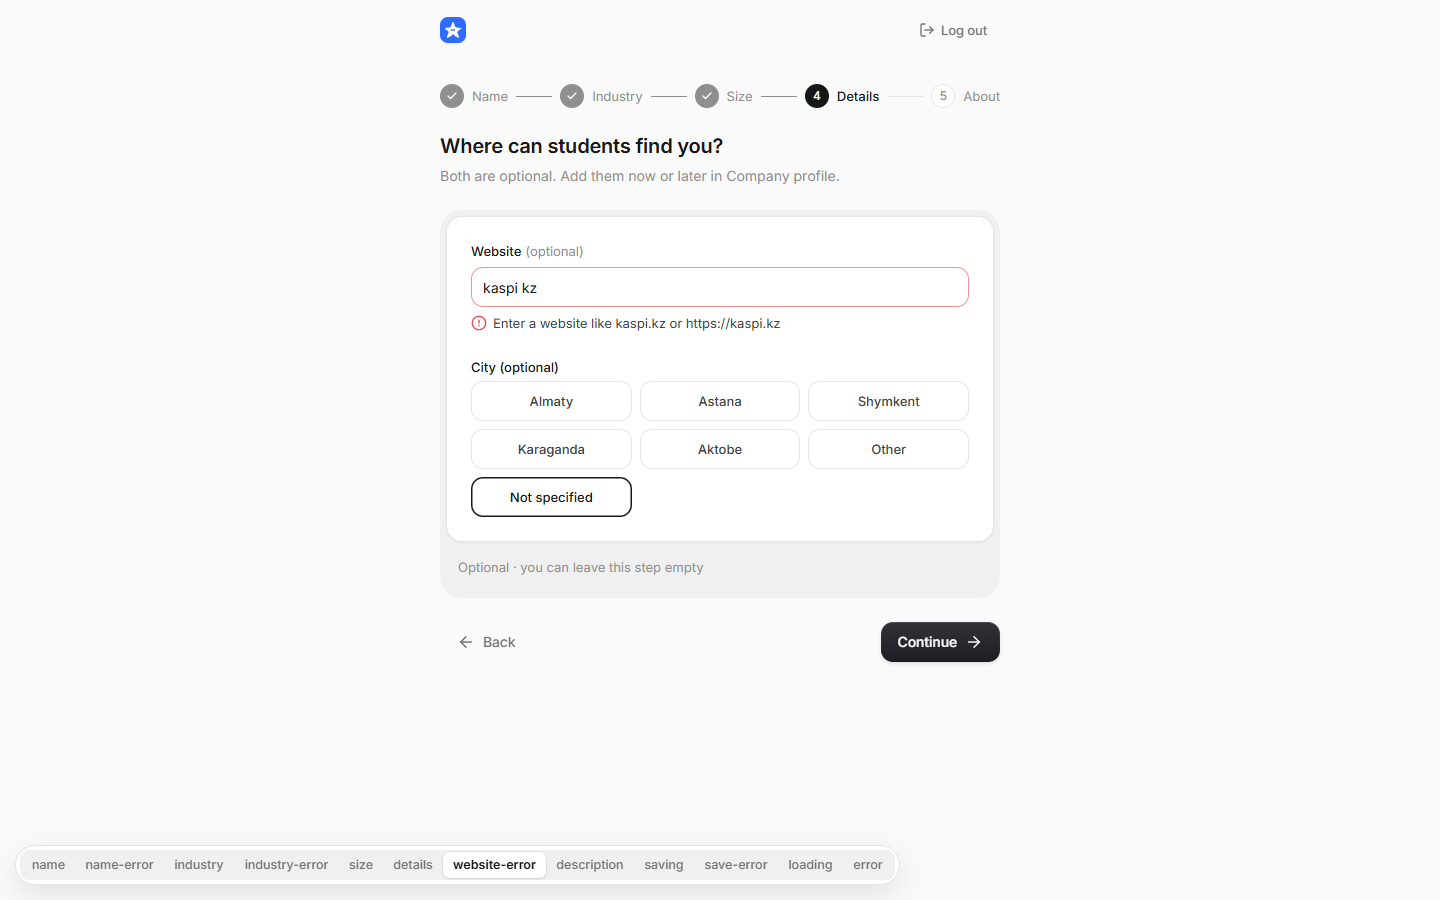 Log out
Name
Industry
Size
4 Details
5 About
Where can students find you?
Both are optional. Add them now or later in Company profile.
Website (optional)
kaspi kz
Enter a website like kaspi.kz or https://kaspi.kz
City (optional)
Almaty
Astana
Shymkent
Karaganda
Aktobe
Other
Not specified
Optional · you can leave this step empty
Back
Continue
name
name-error
industry
industry-error
size
details
website-error
description
saving
save-error
loading
error